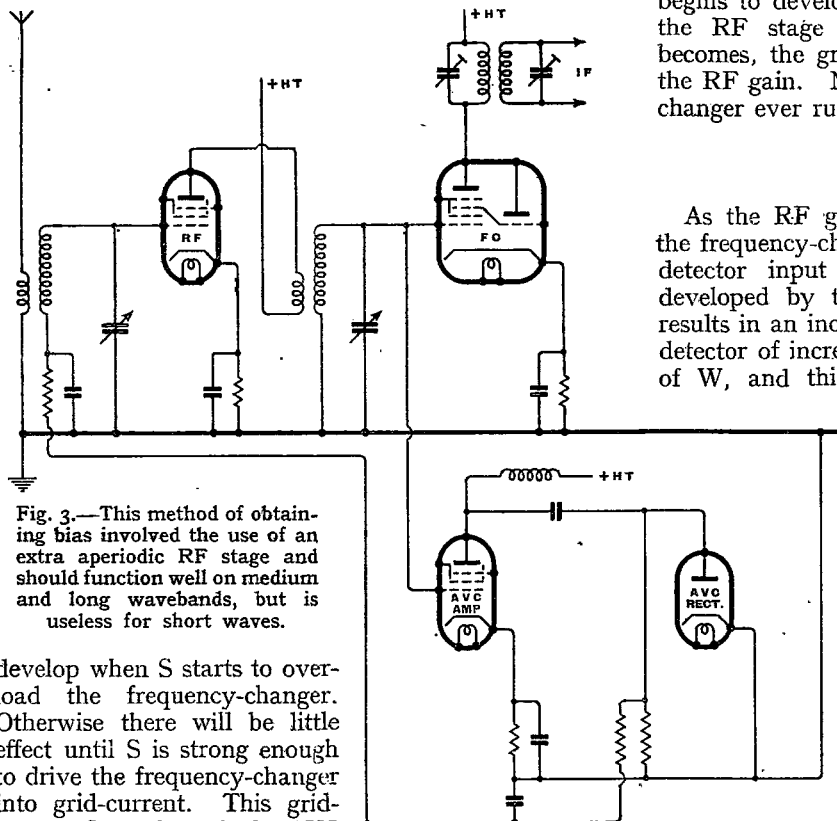 +HT
+HT
IF
RF
FC
begins to develo
the RF stage
becomes, the gr
the RF gain. N
changer ever ru
As the RF g
the frequency-ch
detector input
developed by t
results in an inc
detector of incre
of W, and thi
Fig. 3.—This method of obtain-
ing bias involved the use of an
extra aperiodic RF stage and
should function well on medium
and long wavebands, but is
useless for short waves.
+HT
AVC
AMP
AVC
RECT.
develop when S starts to over-
load the frequency-changer.
Otherwise there will be little
effect until S is strong enough
to drive the frequency-changer
into grid-current. This grid-